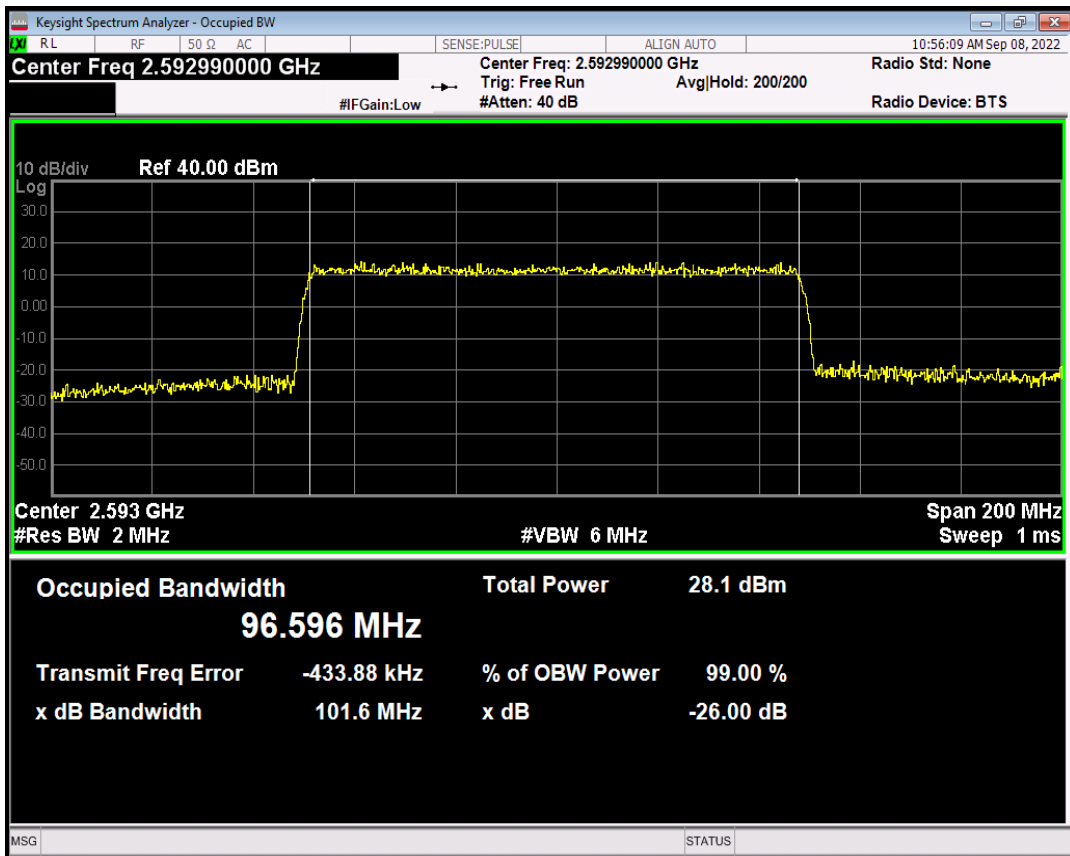 Keysight Spectrum Analyzer - Occupied BW
LXI RL RF 50 Ω AC SENSE:PULSE ALIGN AUTO 10:56:09 AM Sep 08, 2022
Center Freq 2.592990000 GHz Center Freq: 2.592990000 GHz Radio Std: None
Trig: Free Run Avg|Hold: 200/200
#IFGain:Low #Atten: 40 dB Radio Device: BTS
10 dB/div Ref 40.00 dBm
Log
30.0
20.0
10.0
0.00
-10.0
-20.0
-30.0
-40.0
-50.0
Center 2.593 GHz Span 200 MHz
#Res BW 2 MHz #VBW 6 MHz Sweep 1 ms
Occupied Bandwidth Total Power 28.1 dBm
96.596 MHz
Transmit Freq Error -433.88 kHz % of OBW Power 99.00 %
x dB Bandwidth 101.6 MHz x dB -26.00 dB
MSG STATUS